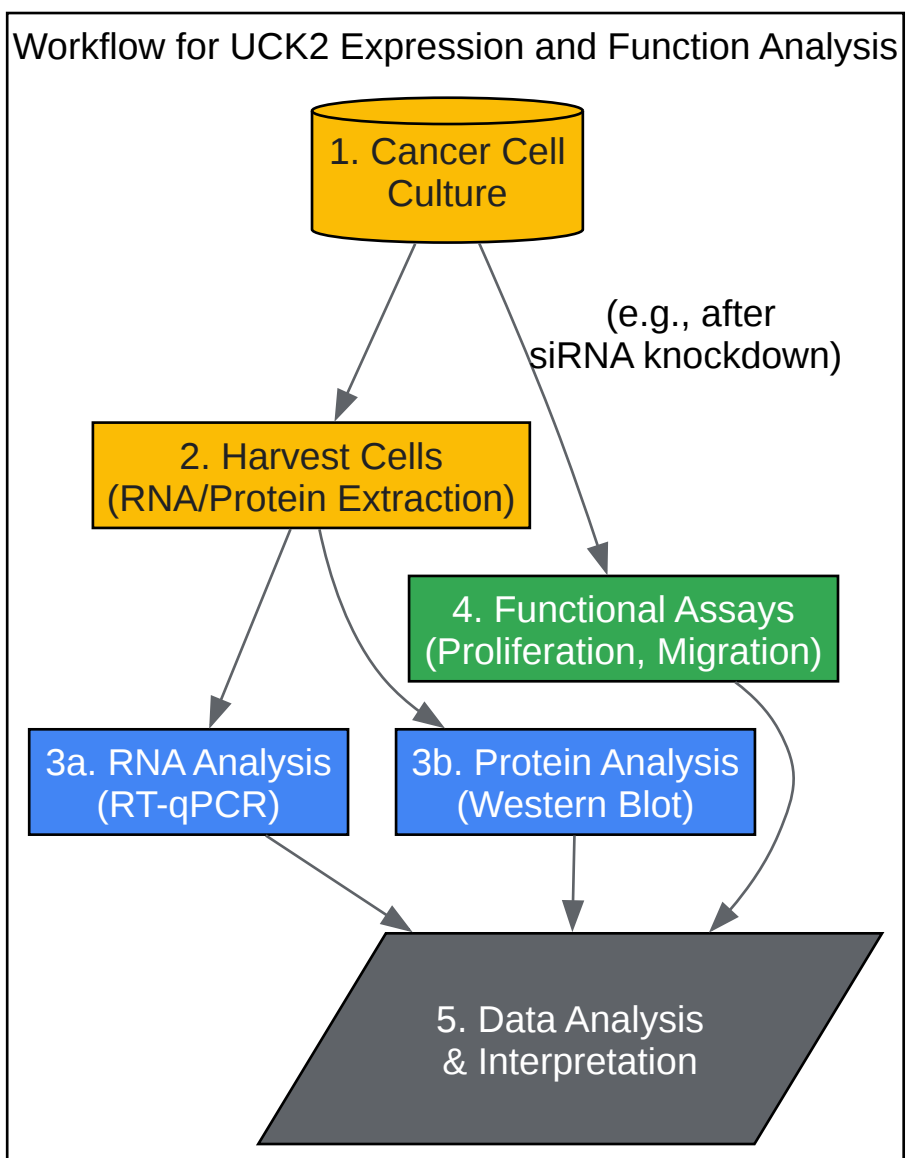 Workflow for UCK2 Expression and Function Analysis
1. Cancer Cell
Culture
(e.g., after
siRNA knockdown)
2. Harvest Cells
(RNA/Protein Extraction)
4. Functional Assays
(Proliferation, Migration)
3a. RNA Analysis
(RT-qPCR)
3b. Protein Analysis
(Western Blot)
5. Data Analysis
& Interpretation